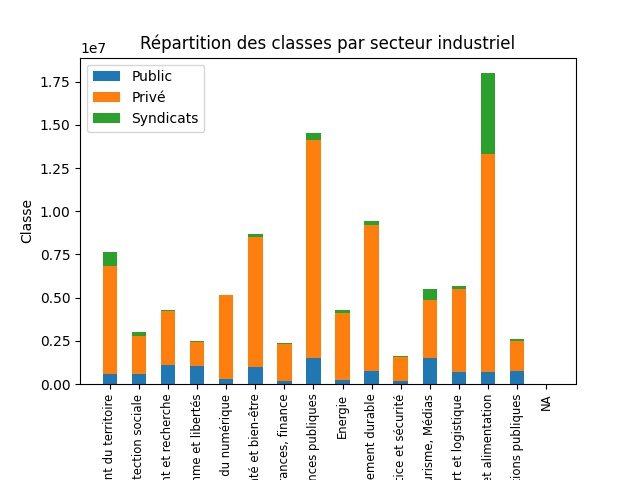 Répartition des classes par secteur industriel
1e7
Public
Privé
Syndicats
1.75
1.50
1.25
1.00
0.75
0.50
0.25
0.00
Classe
nt du territoire
tection sociale
nt et recherche
me et libertés
du numérique
té et bien-être
rances, finance
nces publiques
Energie
ement durable
ice et sécurité
urisme, Médias
rt et logistique
et alimentation
ions publiques
NA